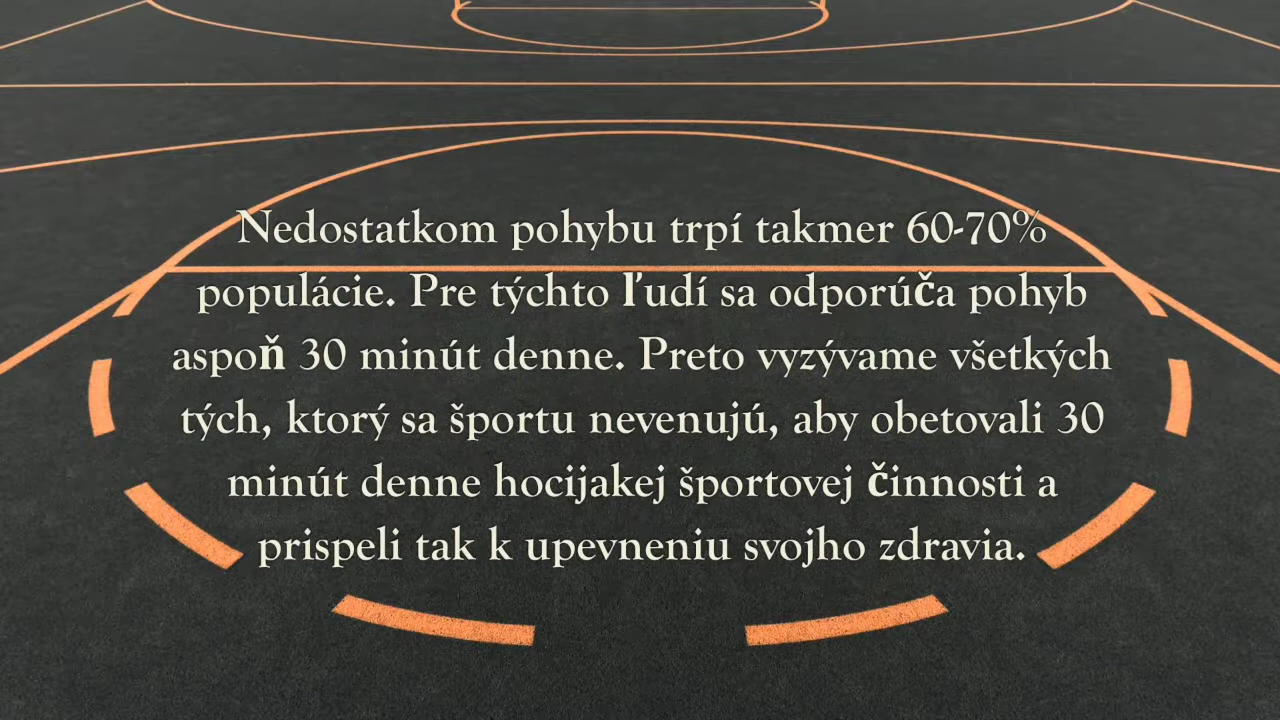 Nedostatkom pohybu trpí takmer 60-70%
populácie. Pre týchto ľudí sa odporúča pohyb
aspoň 30 minút denne. Preto vyzývame všetkých
tých, ktorý sa športu nevenujú, aby obetovali 30
minút denne hocijakej športovej činnosti a
prispeli tak k upevneniu svojho zdravia.